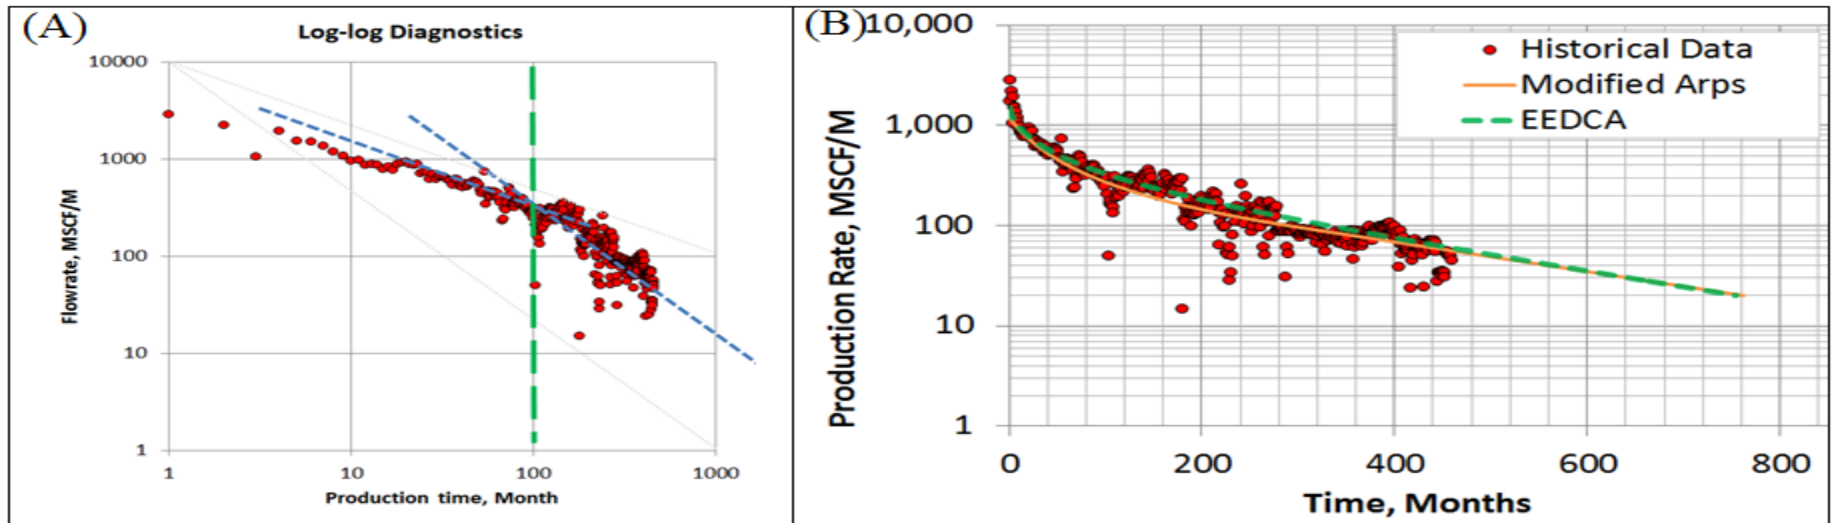 (A)
Log-log Diagnostics
10000
1000
100
10
1
1 10 100 1000
Flowrate, MSCF/M
Production time, Month
(B)
10,000
1,000
100
10
1
0 200 400 600 800
Production Rate, MSCF/M
Time, Months
Historical Data
Modified Arps
EEDCA